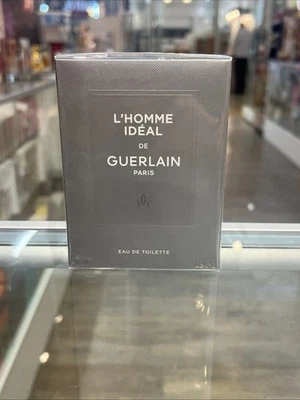 L'HOMME
IDÉAL
DE
GUERLAIN
PARIS
EAU DE TOILETTE